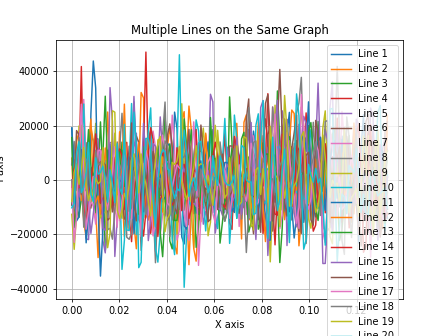 Multiple Lines on the Same Graph
40000
20000
0
−20000
−40000
0.00
0.02
0.04
0.06
0.08
0.10
X axis
Line 1
Line 2
Line 3
Line 4
Line 5
Line 6
Line 7
Line 8
Line 9
Line 10
Line 11
Line 12
Line 13
Line 14
Line 15
Line 16
Line 17
Line 18
Line 19
Line 20